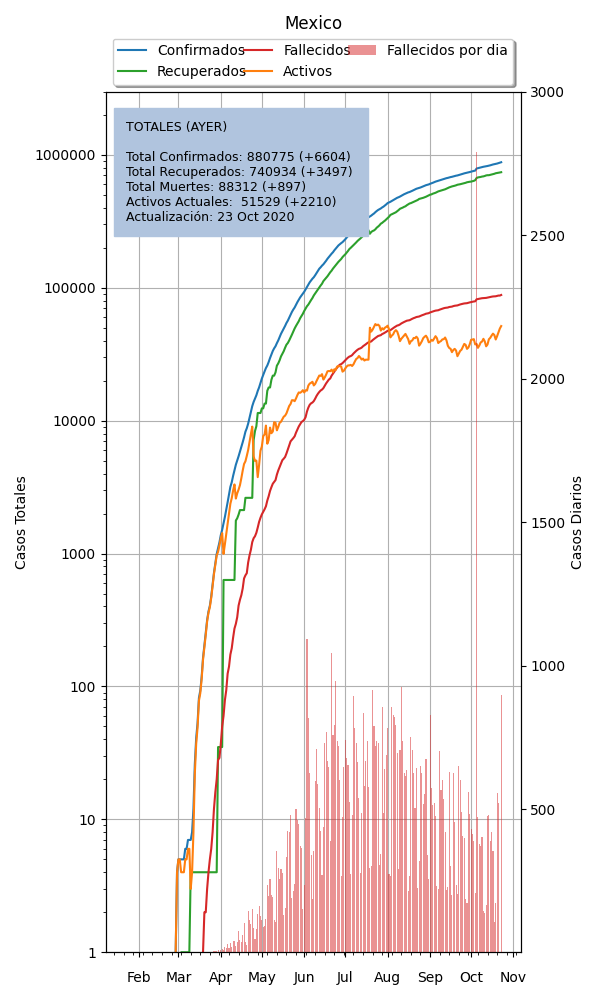 Mexico
Confirmados Fallecidos Fallecidos por dia
Recuperados Activos
TOTALES (AYER)
Total Confirmados: 880775 (+6604)
Total Recuperados: 740934 (+3497)
Total Muertes: 88312 (+897)
Activos Actuales:  51529 (+2210)
Actualización: 23 Oct 2020
Casos Totales
1000000
100000
10000
1000
100
10
1
Casos Diarios
3000
2500
2000
1500
1000
500
Feb Mar Apr May Jun Jul Aug Sep Oct Nov